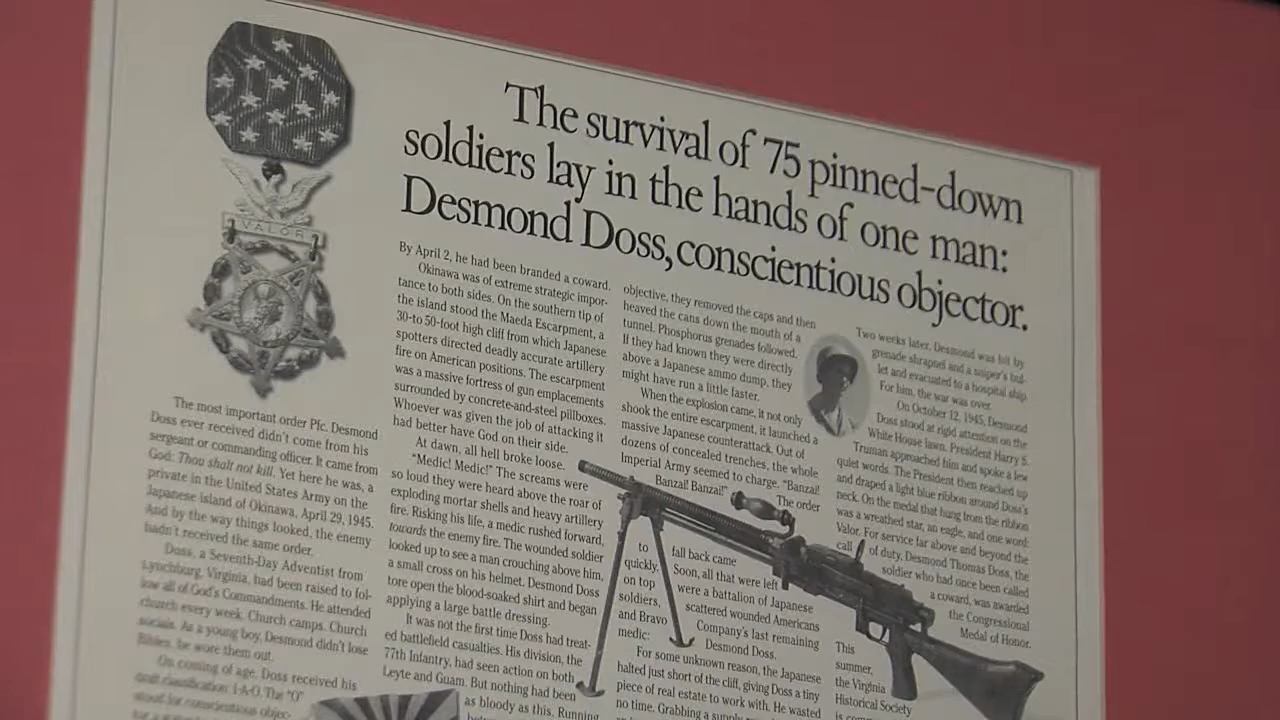 The survival of 75 pinned-down
soldiers lay in the hands of one man:
Desmond Doss, conscientious objector.
VALOR
The most important order Pfc. Desmond
Doss ever received didn't come from his
sergeant or commanding officer. It came from
God: Thou shalt not kill. Yet here he was, a
private in the United States Army on the
Japanese island of Okinawa, April 29, 1945.
And by the way things looked, the enemy
hadn't received the same order.
Doss, a Seventh-Day Adventist from
Lynchburg, Virginia, had been raised to fol-
low all of God's Commandments. He attended
church every week. Church camps. Church
socials. As a young boy, Desmond didn't lose
Bibles, he wore them out.
On coming of age, Doss received his
draft classification: 1-A-O. The "O"
stood for conscientious objec-
By April 2, he had been branded a coward.
Okinawa was of extreme strategic impor-
tance to both sides. On the southern tip of
the island stood the Maeda Escarpment, a
30-to 50-foot high cliff from which Japanese
spotters directed deadly accurate artillery
fire on American positions. The escarpment
was a massive fortress of gun emplacements
surrounded by concrete-and-steel pillboxes.
Whoever was given the job of attacking it
had better have God on their side.
At dawn, all hell broke loose.
"Medic! Medic!" The screams were
so loud they were heard above the roar of
exploding mortar shells and heavy artillery
fire. Risking his life, a medic rushed forward,
towards the enemy fire. The wounded soldier
looked up to see a man crouching above him,
a small cross on his helmet. Desmond Doss
tore open the blood-soaked shirt and began
applying a large battle dressing.
It was not the first time Doss had treat-
ed battlefield casualties. His division, the
77th Infantry, had seen action on both
Leyte and Guam. But nothing had been
as bloody as this. Running
objective, they removed the caps and then
heaved the cans down the mouth of a
tunnel. Phosphorus grenades followed.
If they had known they were directly
above a Japanese ammo dump, they
might have run a little faster.
When the explosion came, it not only
shook the entire escarpment, it launched a
massive Japanese counterattack. Out of
dozens of concealed trenches, the whole
Imperial Army seemed to charge. "Banzai!
Banzai! Banzai!"
The order
to fall back came
quickly. Soon, all that were left
on top were a battalion of Japanese
soldiers, scattered wounded Americans
and Bravo Company's last remaining
medic: Desmond Doss.
For some unknown reason, the Japanese
halted just short of the cliff, giving Doss a tiny
piece of real estate to work with. He wasted
no time. Grabbing a supply
Two weeks later, Desmond was hit by
grenade shrapnel and a sniper's bul-
let and evacuated to a hospital ship.
For him, the war was over.
On October 12, 1945, Desmond
Doss stood at rigid attention on the
White House lawn. President Harry S.
Truman approached him and spoke a few
quiet words. The President then reached up
and draped a light blue ribbon around Doss's
neck. On the medal that hung from the ribbon
was a wreathed star, an eagle, and one word:
Valor. For service far above and beyond the
call of duty, Desmond Thomas Doss, the
soldier who had once been called
a coward, was awarded
the Congressional
Medal of Honor.
This
summer,
the Virginia
Historical Society